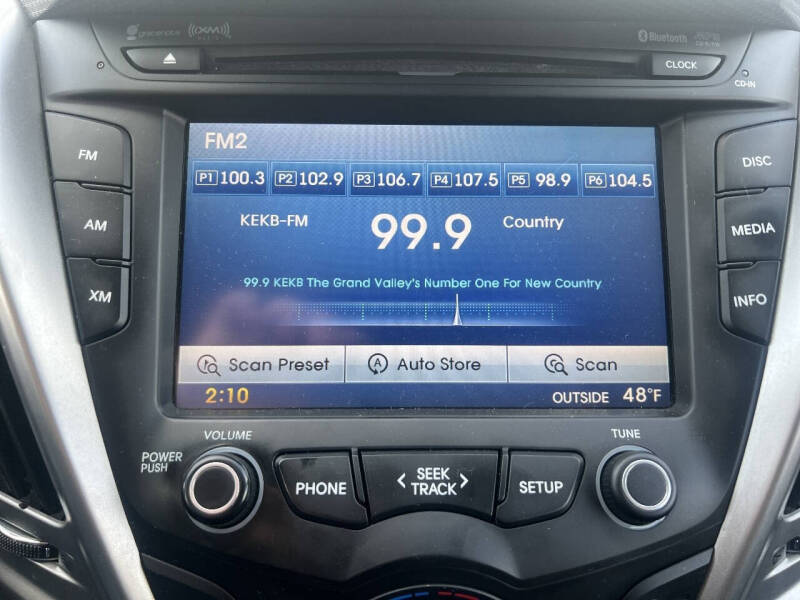 gracenote (((XM))) Bluetooth
CLOCK
CD-IN
FM
AM
XM
DISC
MEDIA
INFO
FM2
P1 100.3 P2 102.9 P3 106.7 P4 107.5 P5 98.9 P6 104.5
KEKB-FM 99.9 Country
99.9 KEKB The Grand Valley's Number One For New Country
Scan Preset Auto Store Scan
2:10 OUTSIDE 48°F
VOLUME
POWER
PUSH
PHONE
< SEEK >
TRACK
SETUP
TUNE